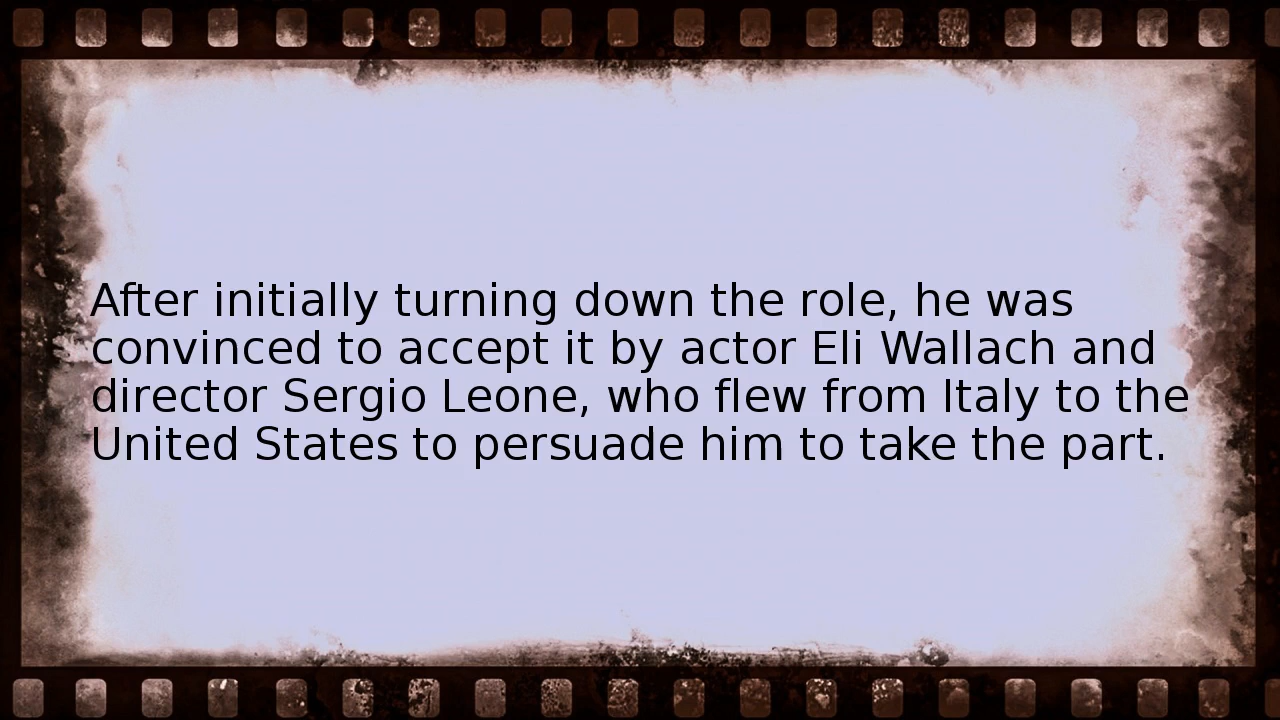 After initially turning down the role, he was
convinced to accept it by actor Eli Wallach and
director Sergio Leone, who flew from Italy to the
United States to persuade him to take the part.